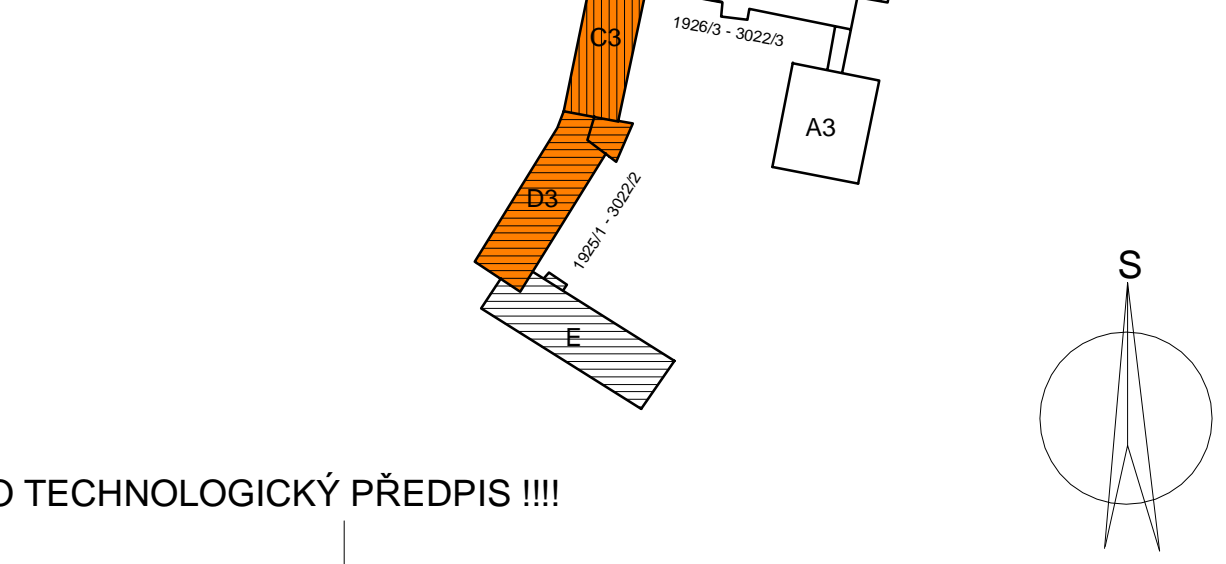 C3
1926/3 - 3022/3
A3
D3
1925/1 - 3022/2
S
E
TECHNOLOGICKÝ PŘEDPIS !!!!